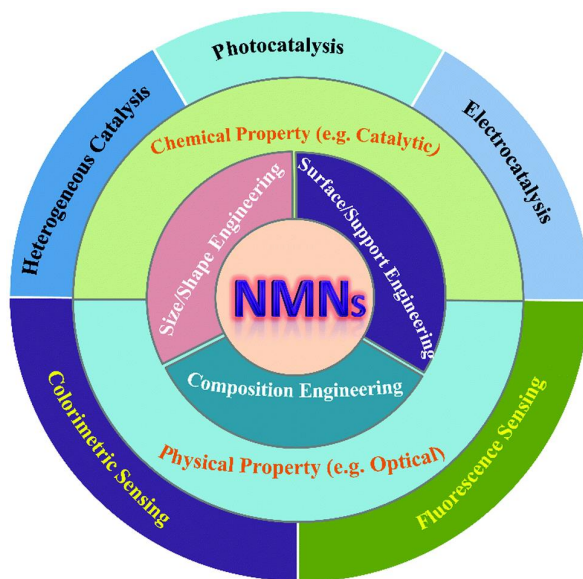 Photocatalysis
Heterogeneous Catalysis
Electrocatalysis
Chemical Property (e.g. Catalytic)
Size/Shape Engineering
Surface/Support Engineering
NMNs
Composition Engineering
Physical Property (e.g. Optical)
Colorimetric Sensing
Fluorescence Sensing